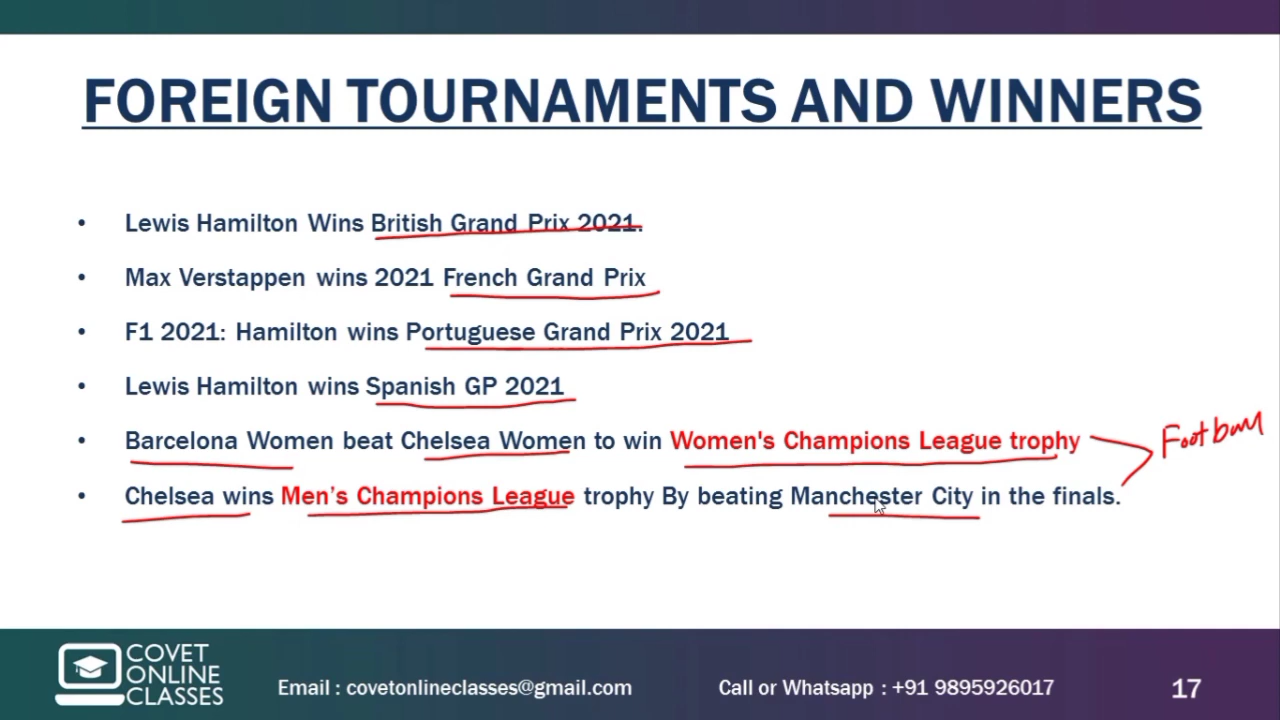 FOREIGN TOURNAMENTS AND WINNERS
• Lewis Hamilton Wins British Grand Prix 2021.
• Max Verstappen wins 2021 French Grand Prix
• F1 2021: Hamilton wins Portuguese Grand Prix 2021
• Lewis Hamilton wins Spanish GP 2021
• Barcelona Women beat Chelsea Women to win Women's Champions League trophy
Football
• Chelsea wins Men’s Champions League trophy By beating Manchester City in the finals.
COVET
ONLINE
CLASSES
Email : covetonlineclasses@gmail.com
Call or Whatsapp : +91 9895926017
17